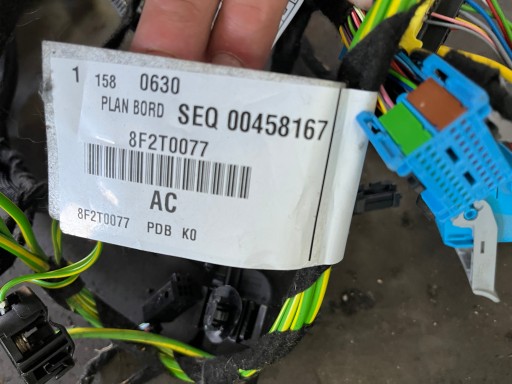 1 158 0630
PLAN BORD SEQ 00458167
8F2T0077
AC
8F2T0077 PDB K0